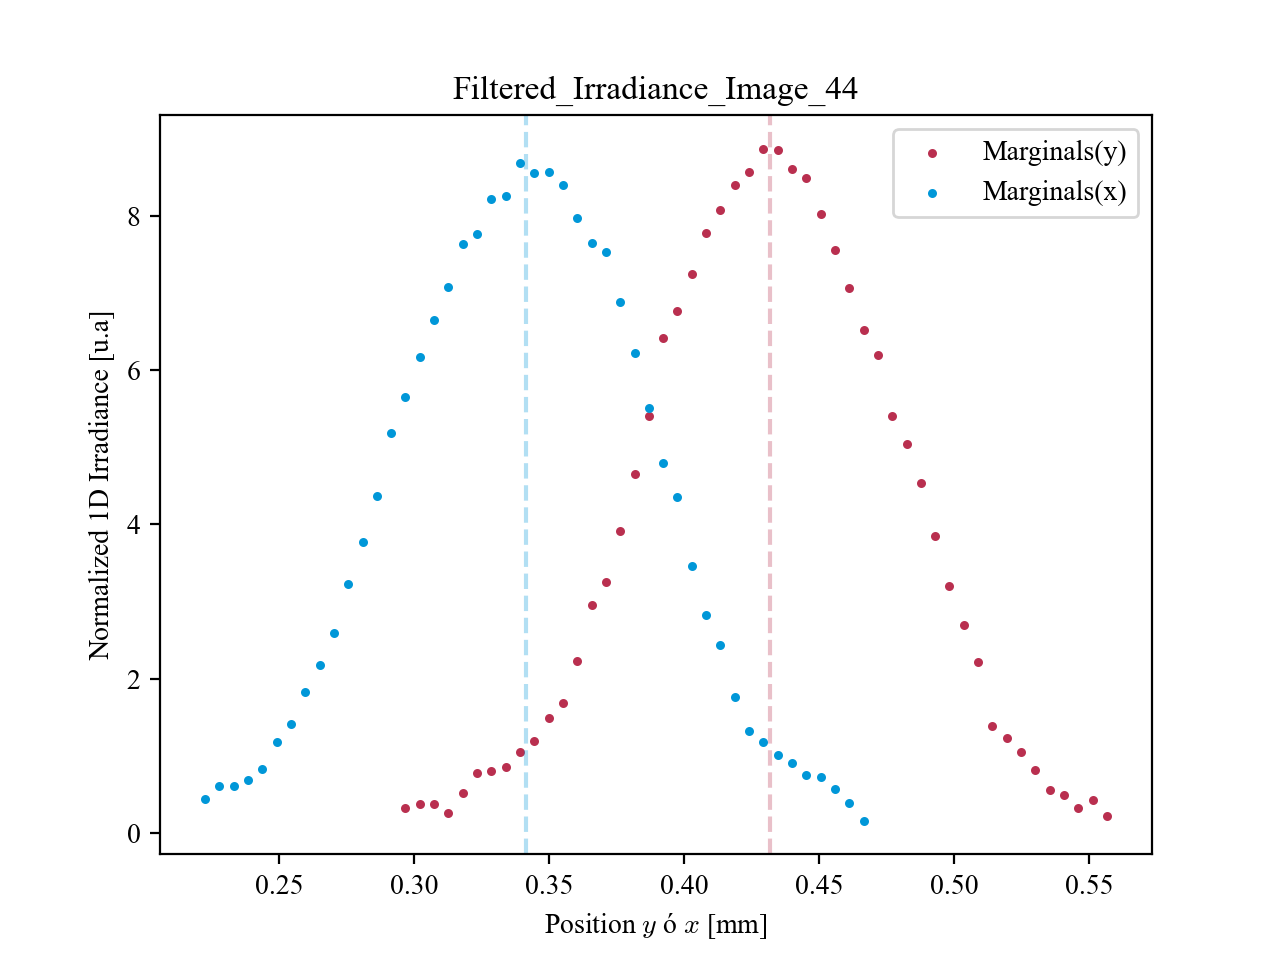 Filtered_Irradiance_Image_44
Marginals(y)
Marginals(x)
Normalized 1D Irradiance [u.a]
8
6
4
2
0
0.25 0.30 0.35 0.40 0.45 0.50 0.55
Position y ó x [mm]